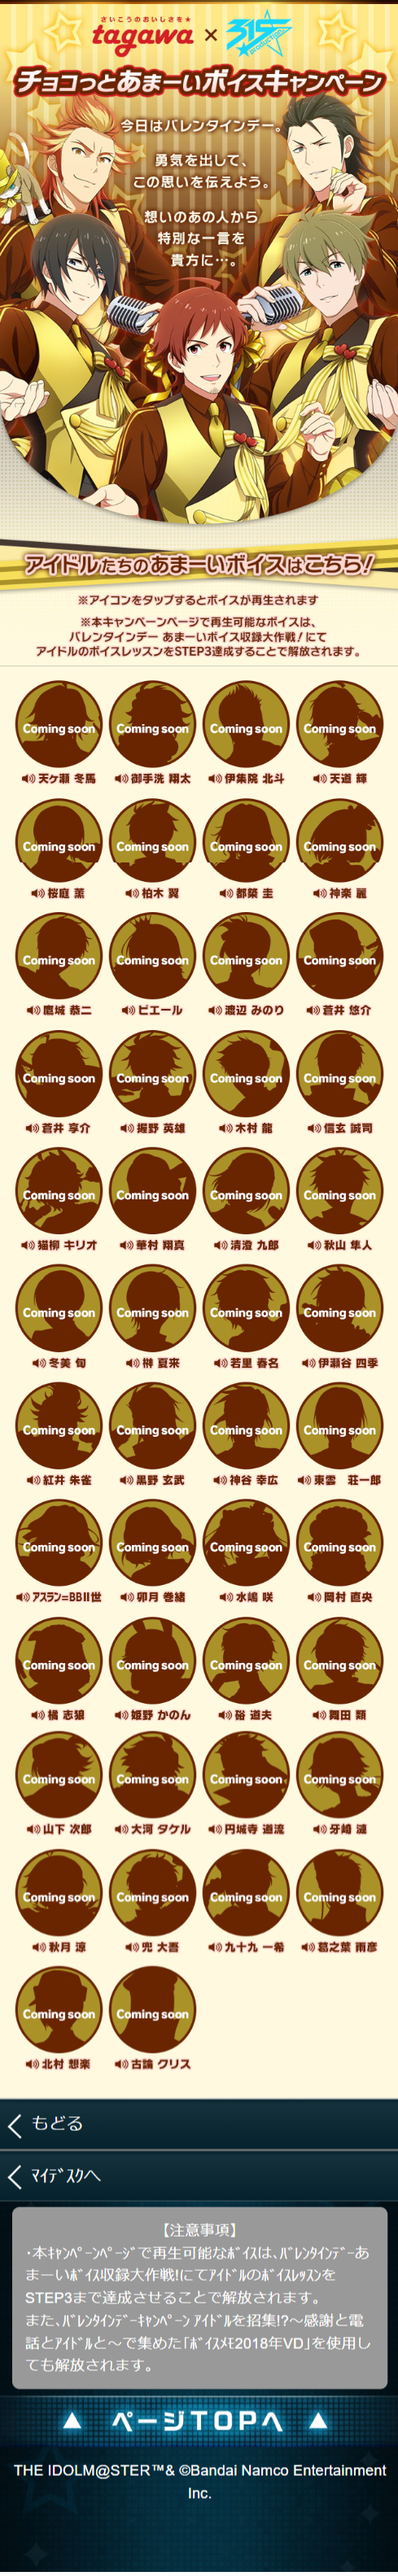 さいこうのおいしさを★
tagawa × 315 production
チョコっとあまーいボイスキャンペーン
今日はバレンタインデー。
勇気を出して、
この思いを伝えよう。
想いのあの人から
特別な一言を
貴方に…。
アイドルたちのあまーいボイスはこちら!
※アイコンをタップするとボイスが再生されます
※本キャンペーンページで再生可能なボイスは、
バレンタインデー あまーいボイス収録大作戦!にて
アイドルのボイスレッスンをSTEP3達成することで解放されます。
Coming soon Coming soon Coming soon Coming soon
天ヶ瀬 冬馬 御手洗 翔太 伊集院 北斗 天道 輝
Coming soon Coming soon Coming soon Coming soon
桜庭 薫 柏木 翼 都築 圭 神楽 麗
Coming soon Coming soon Coming soon Coming soon
鷹城 恭二 ピエール 渡辺 みのり 蒼井 悠介
Coming soon Coming soon Coming soon Coming soon
蒼井 享介 握野 英雄 木村 龍 信玄 誠司
Coming soon Coming soon Coming soon Coming soon
猫柳 キリオ 華村 翔真 清澄 九郎 秋山 隼人
Coming soon Coming soon Coming soon Coming soon
冬美 旬 榊 夏来 若里 春名 伊瀬谷 四季
Coming soon Coming soon Coming soon Coming soon
紅井 朱雀 黒野 玄武 神谷 幸広 東雲　荘一郎
Coming soon Coming soon Coming soon Coming soon
アスラン=BBⅡ世 卯月 巻緒 水嶋 咲 岡村 直央
Coming soon Coming soon Coming soon Coming soon
橘 志狼 姫野 かのん 硲 道夫 舞田 類
Coming soon Coming soon Coming soon Coming soon
山下 次郎 大河 タケル 円城寺 道流 牙崎 漣
Coming soon Coming soon Coming soon Coming soon
秋月 涼 兜 大吾 九十九 一希 葛之葉 雨彦
Coming soon Coming soon
北村 想楽 古論 クリス
もどる
ﾏｲﾃﾞｽｸへ
【注意事項】
･本ｷｬﾝﾍﾟｰﾝﾍﾟｰｼﾞで再生可能なﾎﾞｲｽは､ﾊﾞﾚﾝﾀｲﾝﾃﾞｰあ
まーいﾎﾞｲｽ収録大作戦!にてｱｲﾄﾞﾙのﾎﾞｲｽﾚｯｽﾝを
STEP3まで達成させることで解放されます。
また､ﾊﾞﾚﾝﾀｲﾝﾃﾞｰｷｬﾝﾍﾟｰﾝ ｱｲﾄﾞﾙを招集!?～感謝と電
話とｱｲﾄﾞﾙと～で集めた｢ﾎﾞｲｽﾒﾓ2018年VD｣を使用し
ても解放されます。
▲ ページTOPへ ▲
THE IDOLM@STER™& ©Bandai Namco Entertainment
Inc.